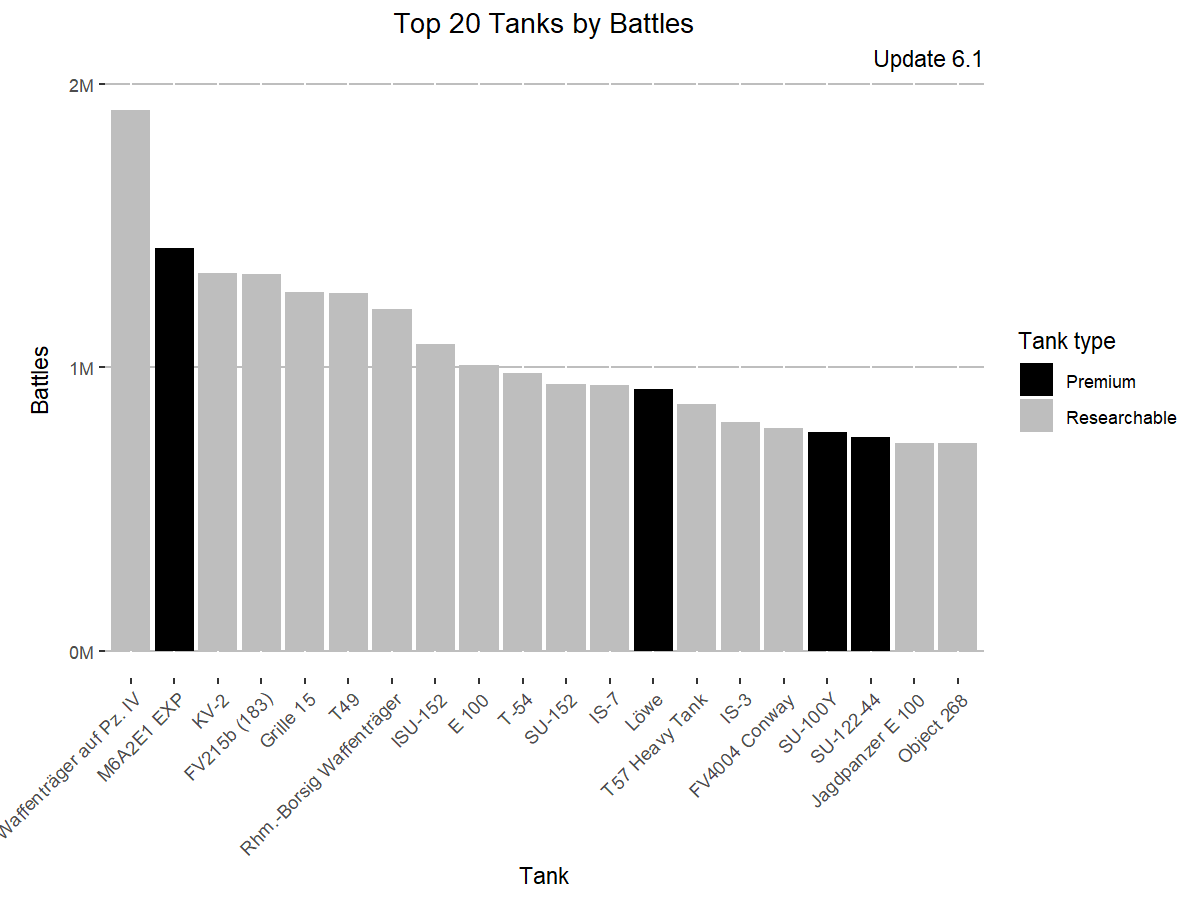 Top 20 Tanks by Battles
Update 6.1
2M
1M
0M
Battles
Waffenträger auf Pz. IV
M6A2E1 EXP
KV-2
FV215b (183)
Grille 15
T49
Rhm.-Borsig Waffenträger
ISU-152
E 100
T-54
SU-152
IS-7
Löwe
T57 Heavy Tank
IS-3
FV4004 Conway
SU-100Y
SU-122-44
Jagdpanzer E 100
Object 268
Tank
Tank type
Premium
Researchable